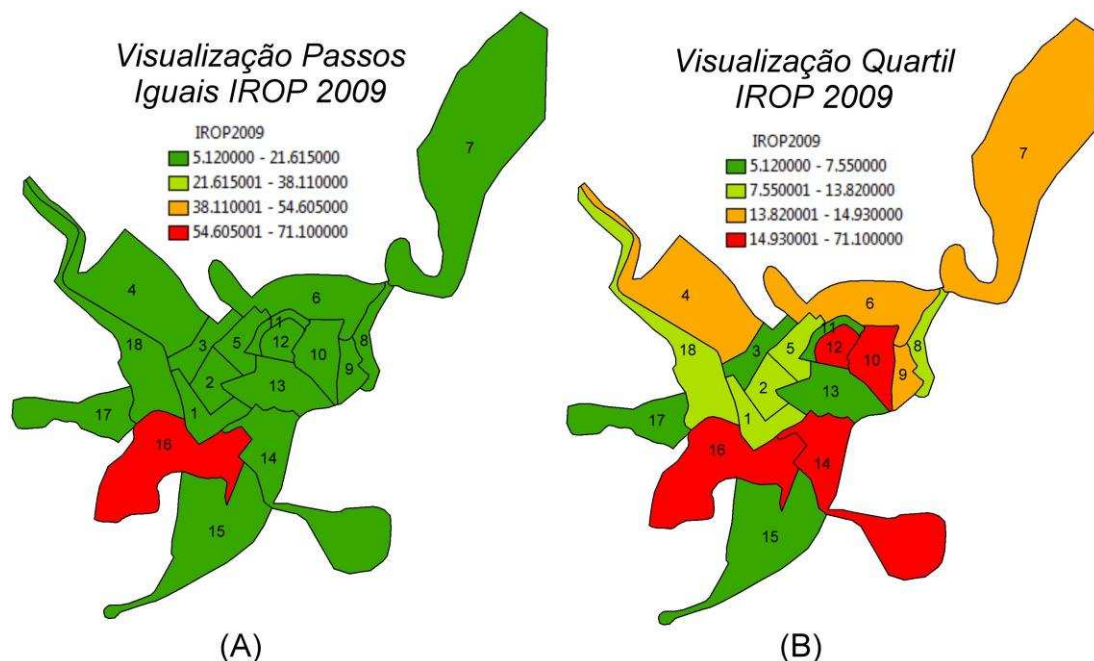 Visualização Passos
Iguais IROP 2009
IROP2009
5.120000 - 21.615000
21.615001 - 38.110000
38.110001 - 54.605000
54.605001 - 71.100000
7
4
6
11
3
5
12
10
8
18
9
2
13
1
17
16
14
15
(A)
Visualização Quartil
IROP 2009
IROP2009
5.120000 - 7.550000
7.550001 - 13.820000
13.820001 - 14.930000
14.930001 - 71.100000
7
4
6
11
3
5
12
10
8
18
9
2
13
1
17
16
14
15
(B)